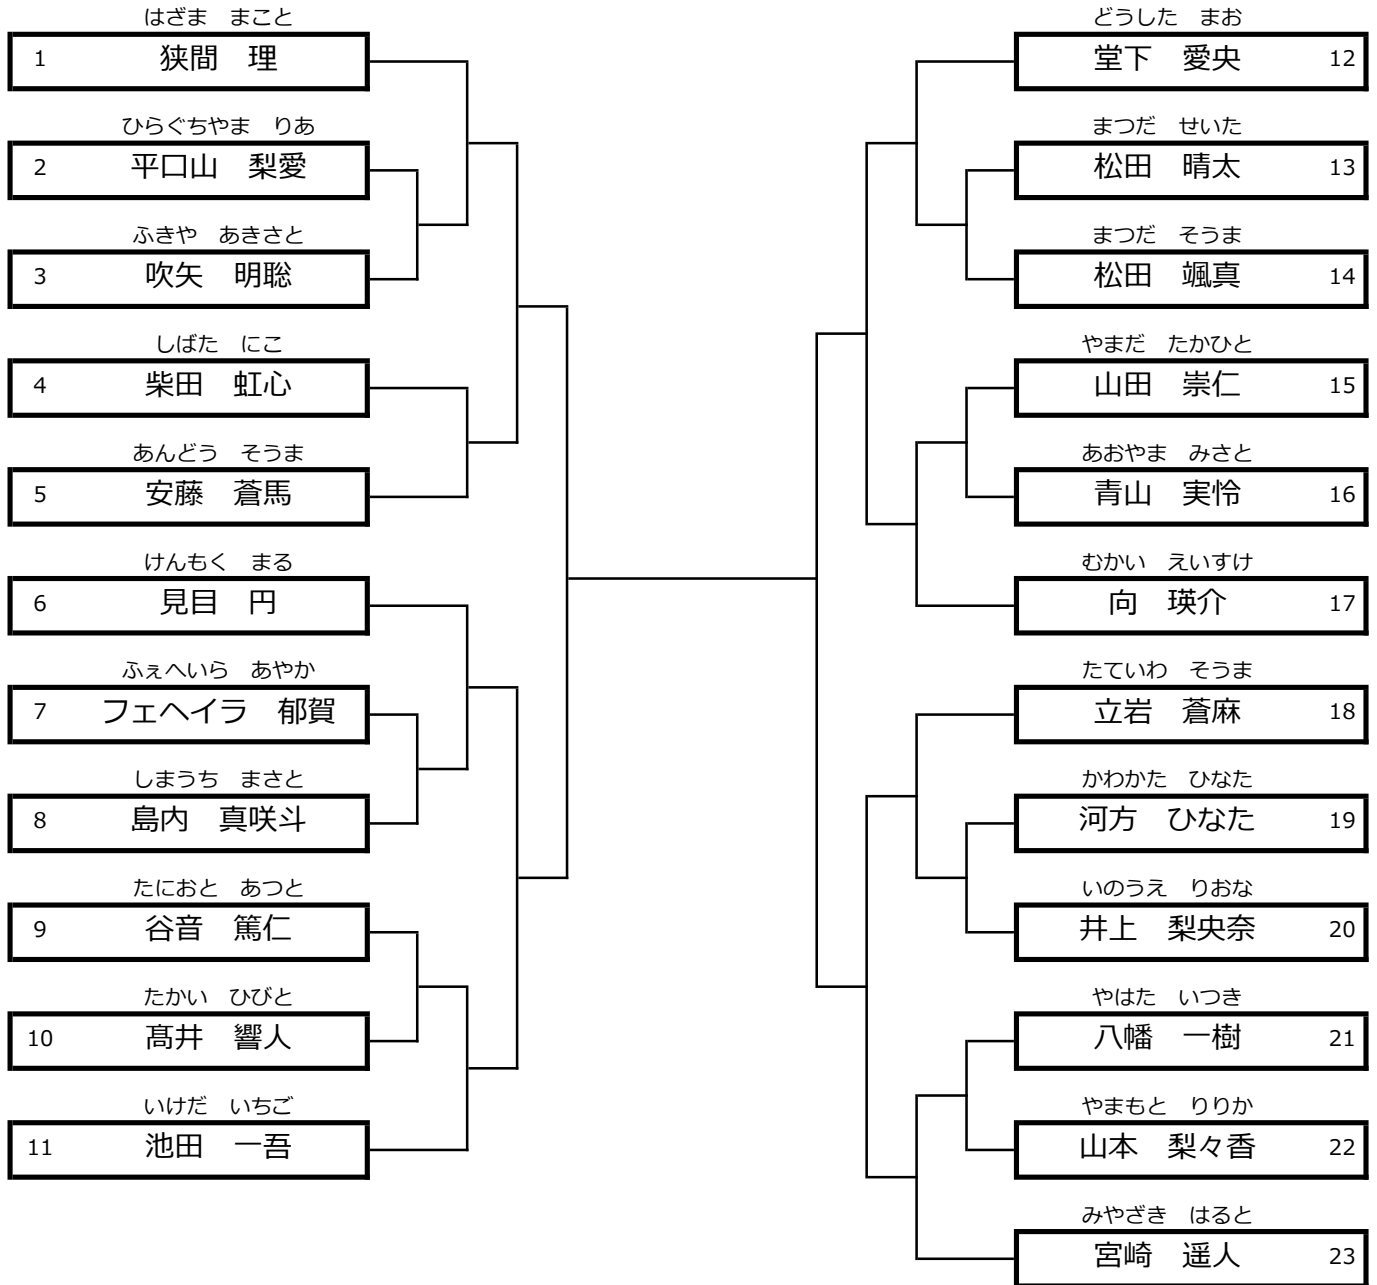 はざま　まこと
1　狭間　理
ひらぐちやま　りあ
2　平口山　梨愛
ふきや　あきさと
3　吹矢　明聡
しばた　にこ
4　柴田　虹心
あんどう　そうま
5　安藤　蒼馬
けんもく　まる
6　見目　円
ふぇへいら　あやか
7　フェヘイラ　郁賀
しまうち　まさと
8　島内　真咲斗
たにおと　あつと
9　谷音　篤仁
たかい　ひびと
10　髙井　響人
いけだ　いちご
11　池田　一吾
どうした　まお
堂下　愛央　12
まつだ　せいた
松田　晴太　13
まつだ　そうま
松田　颯真　14
やまだ　たかひと
山田　崇仁　15
あおやま　みさと
青山　実怜　16
むかい　えいすけ
向　瑛介　17
たていわ　そうま
立岩　蒼麻　18
かわかた　ひなた
河方　ひなた　19
いのうえ　りおな
井上　梨央奈　20
やはた　いつき
八幡　一樹　21
やまもと　りりか
山本　梨々香　22
みやざき　はると
宮崎　遥人　23